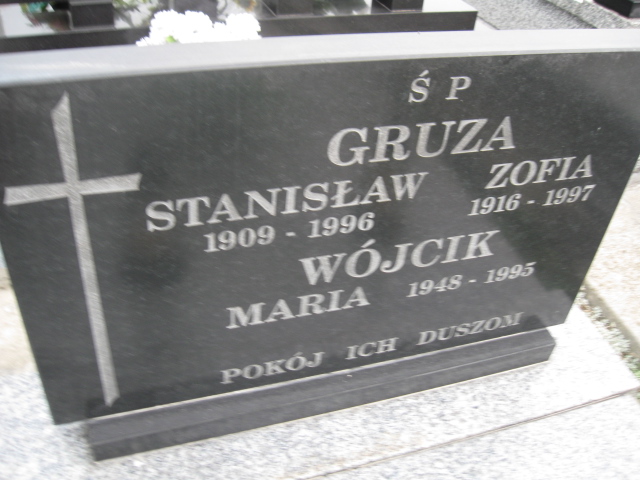 Ś P
GRUZA
STANISŁAW ZOFIA
1909 - 1996 1916 - 1997
WÓJCIK
MARIA 1948 - 1995
POKÓJ ICH DUSZOM